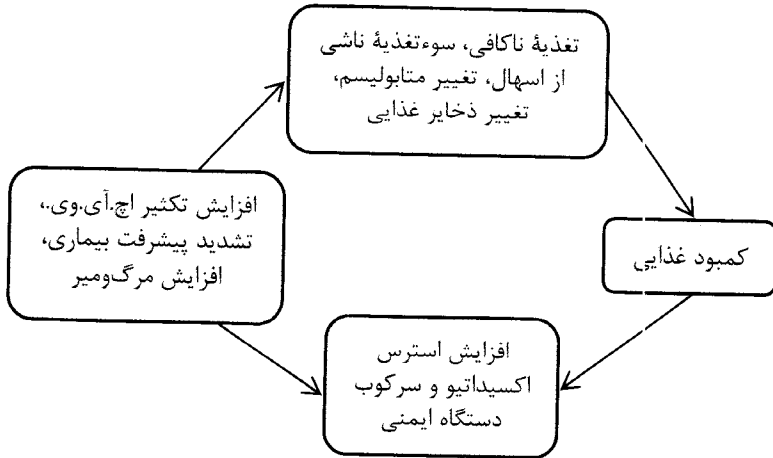 تغذیهٔ ناکافی، سوءتغذیهٔ ناشی
از اسهال، تغییر متابولیسم،
تغییر ذخایر غذایی
افزایش تکثیر اچ.آی.وی.،
تشدید پیشرفت بیماری،
افزایش مرگ‌ومیر
کمبود غذایی
افزایش استرس
اکسیداتیو و سرکوب
دستگاه ایمنی